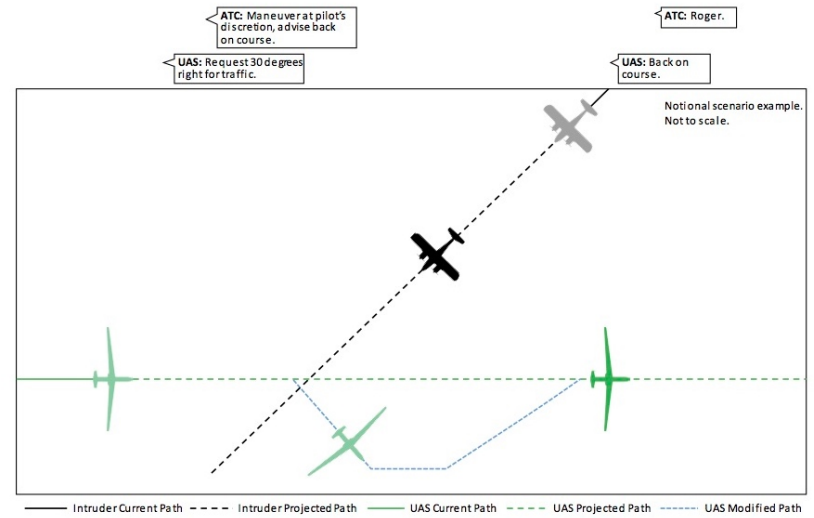 ATC: Maneuver at pilot's
discretion, advise back
on course.
ATC: Roger.
UAS: Request 30 degrees
right for traffic.
UAS: Back on
course.
Notional scenario example.
Not to scale.
Intruder Current Path
Intruder Projected Path
UAS Current Path
UAS Projected Path
UAS Modified Path